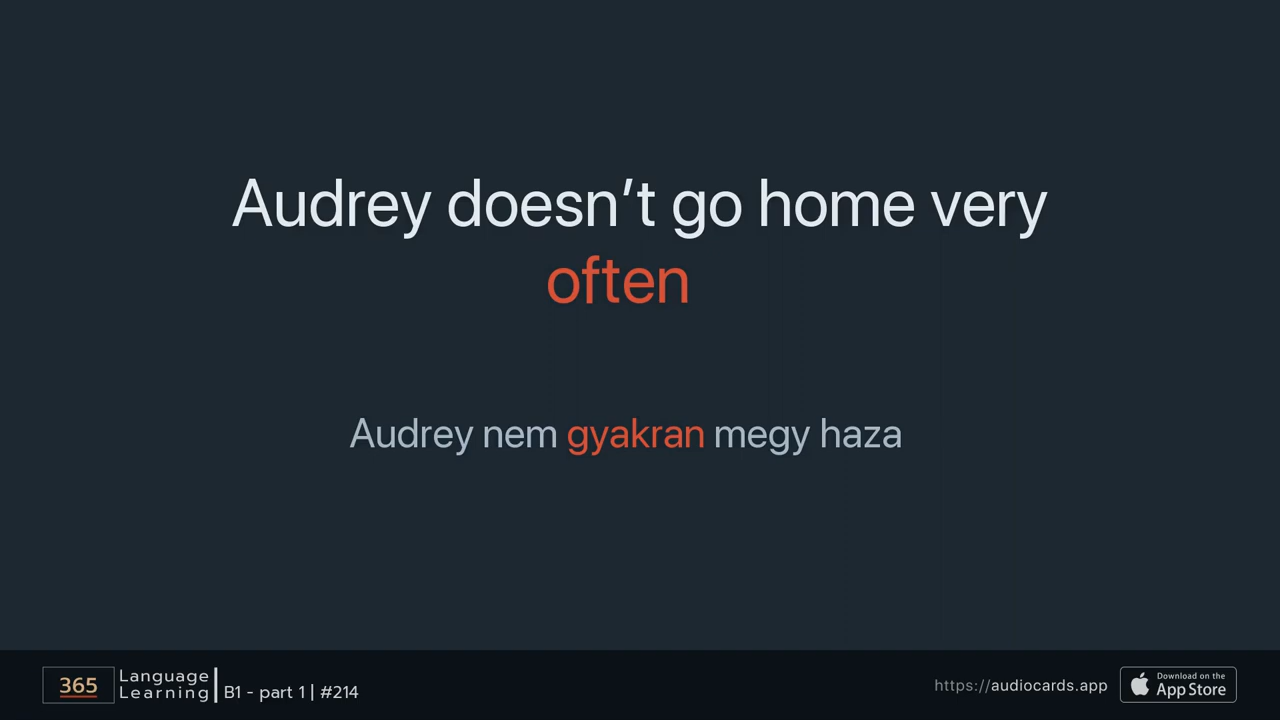 Audrey doesn’t go home very
often
Audrey nem gyakran megy haza
365
Language
Learning
B1 - part 1 | #214
https://audiocards.app
Download on the
App Store